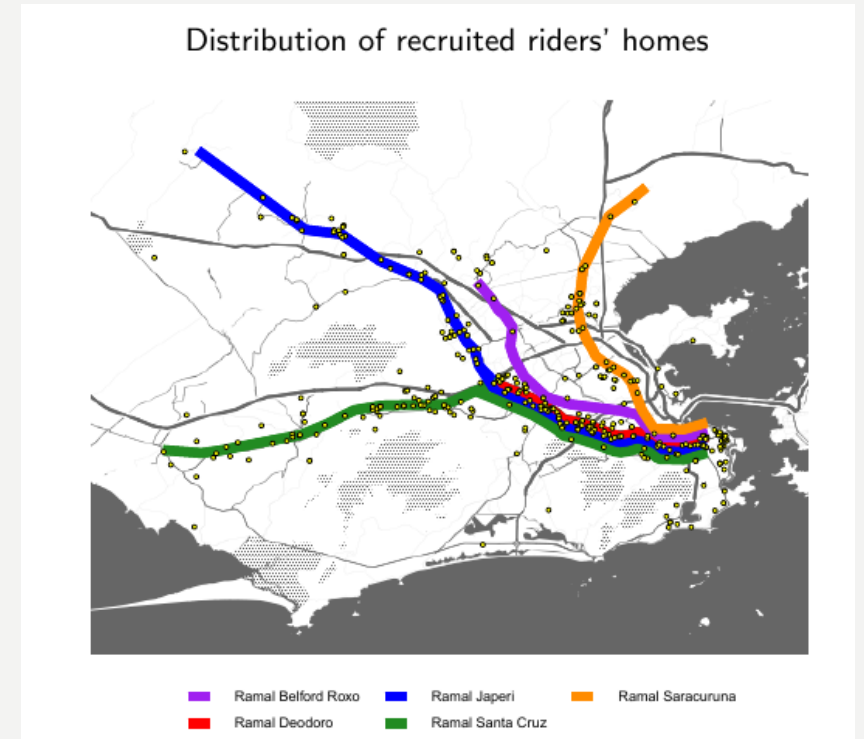 Distribution of recruited riders' homes
Ramal Belford Roxo
Ramal Japeri
Ramal Saracuruna
Ramal Deodoro
Ramal Santa Cruz